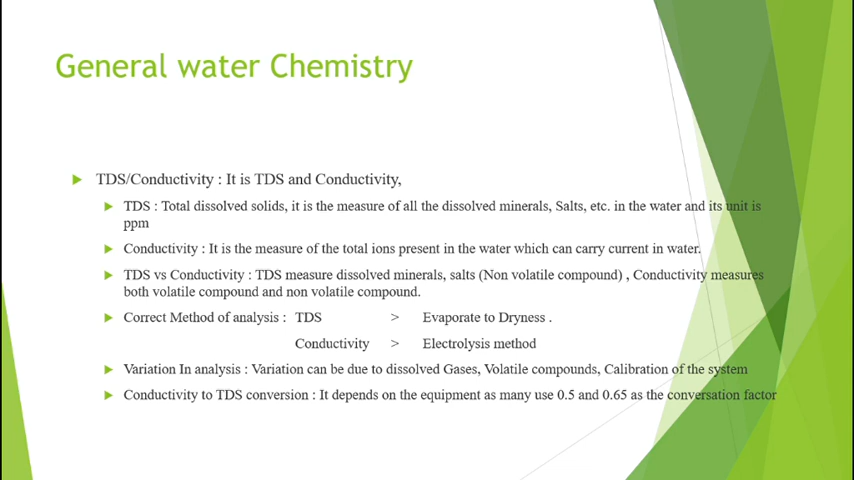 General water Chemistry
TDS/Conductivity : It is TDS and Conductivity,
TDS : Total dissolved solids, it is the measure of all the dissolved minerals, Salts, etc. in the water and its unit is
ppm
Conductivity : It is the measure of the total ions present in the water which can carry current in water.
TDS vs Conductivity : TDS measure dissolved minerals, salts (Non volatile compound) , Conductivity measures
both volatile compound and non volatile compound.
Correct Method of analysis : TDS > Evaporate to Dryness .
Conductivity > Electrolysis method
Variation In analysis : Variation can be due to dissolved Gases, Volatile compounds, Calibration of the system
Conductivity to TDS conversion : It depends on the equipment as many use 0.5 and 0.65 as the conversation factor